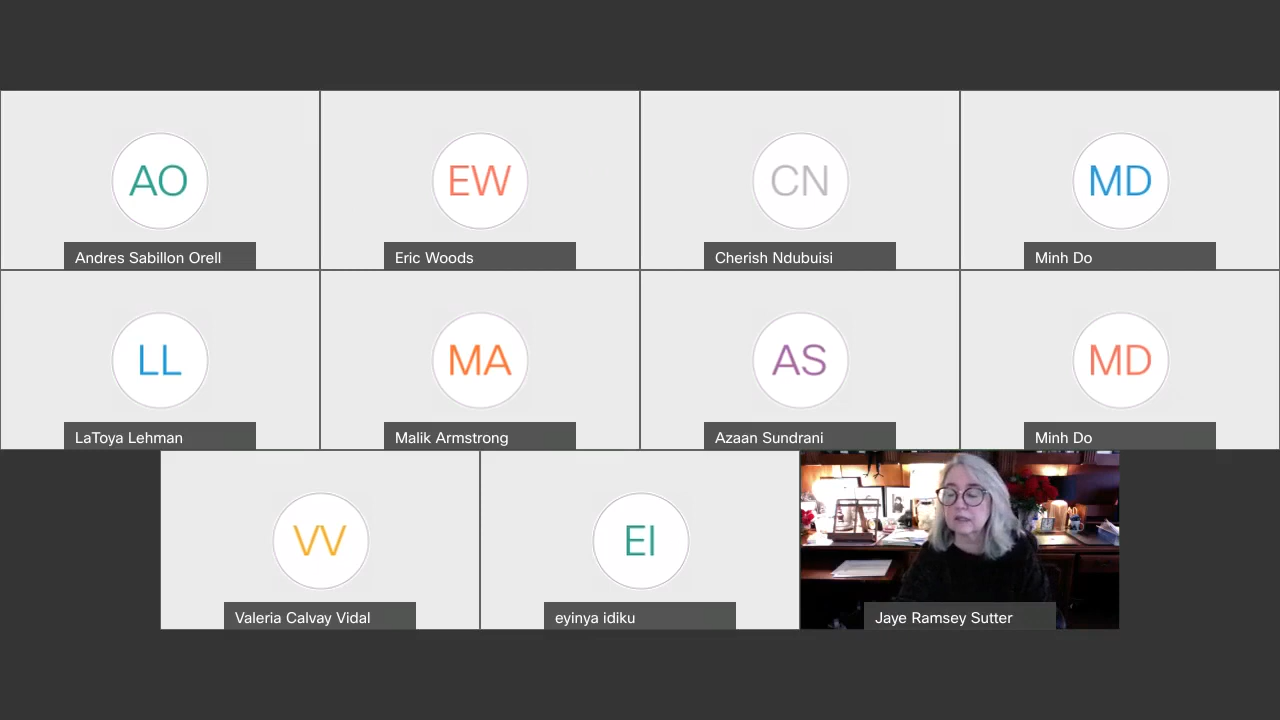 AO
Andres Sabillon Orell
EW
Eric Woods
CN
Cherish Ndubuisi
MD
Minh Do
LL
LaToya Lehman
MA
Malik Armstrong
AS
Azaan Sundrani
MD
Minh Do
VV
Valeria Calvay Vidal
EI
eyinya idiku
Jaye Ramsey Sutter